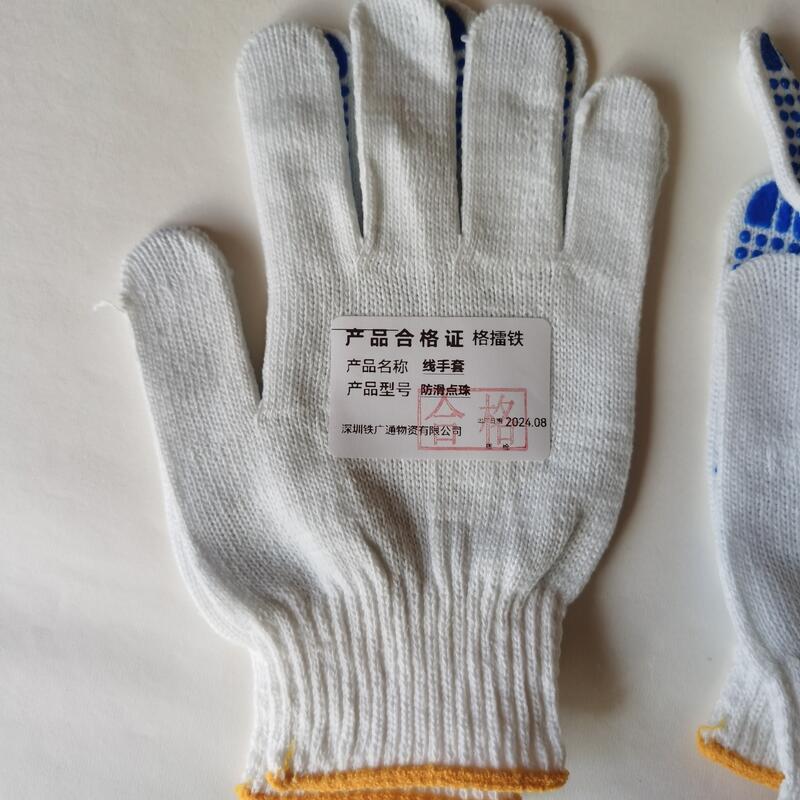 产品合格证 格擂铁
产品名称 线手套
产品型号 防滑点珠
合格
2024.08
深圳铁广通物资有限公司